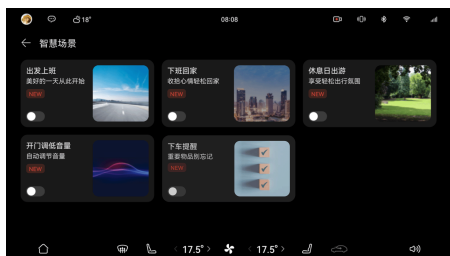 18°
08:08
智慧场景
出发上班
美好的一天从此开始
NEW
下班回家
收拾心情轻松回家
NEW
休息日出游
享受轻松出行氛围
NEW
开门调低音量
自动调节音量
NEW
下车提醒
重要物品别忘记
NEW
17.5°
17.5°